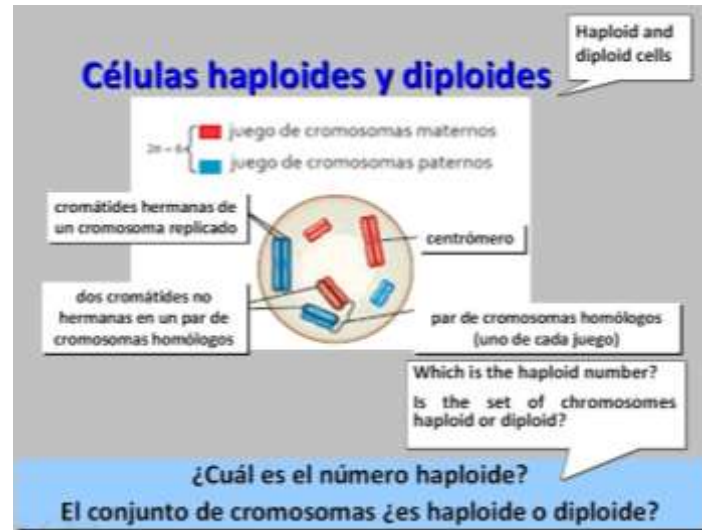 Haploid and
diploid cells
Células haploides y diploides
2n = 6
juego de cromosomas maternos
juego de cromosomas paternos
cromátides hermanas de
un cromosoma replicado
centrómero
dos cromátides no
hermanas en un par de
cromosomas homólogos
par de cromosomas homólogos
(uno de cada juego)
Which is the haploid number?
Is the set of chromosomes
haploid or diploid?
¿Cuál es el número haploide?
El conjunto de cromosomas ¿es haploide o diploide?